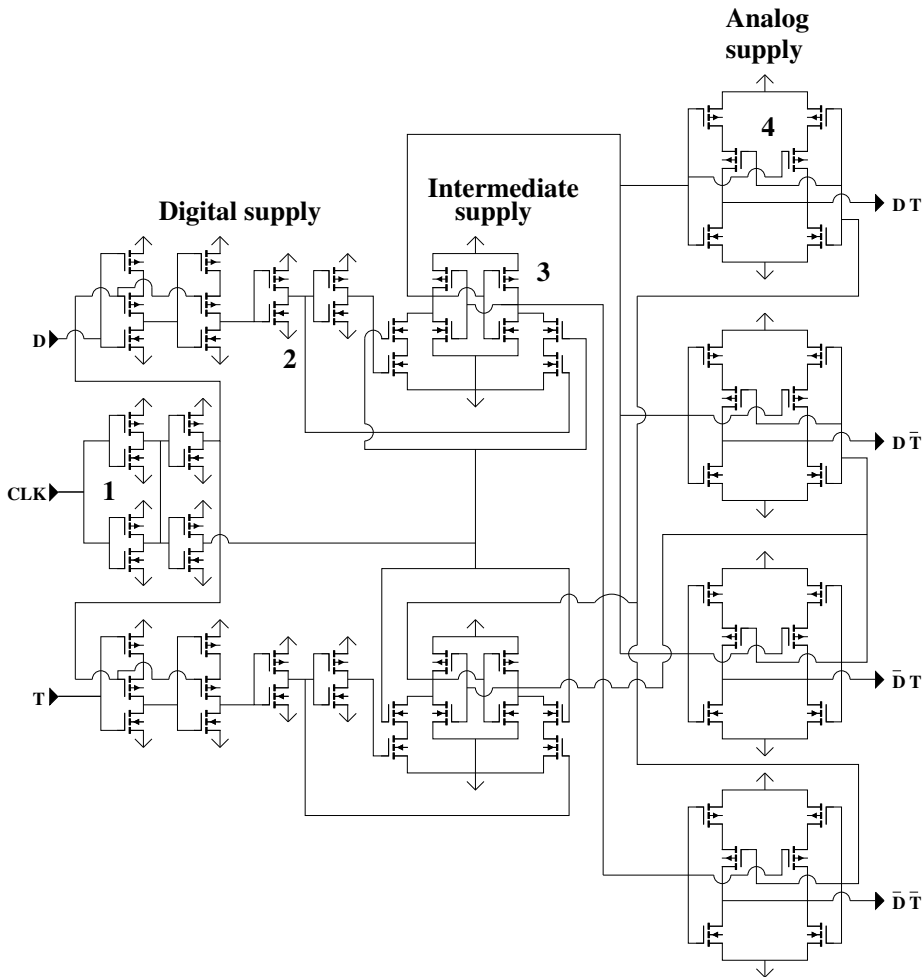 Analog
supply
4
D T
Intermediate
supply
Digital supply
3
2
D
D T̅
CLK
1
D̅ T
T
D̅ T̅